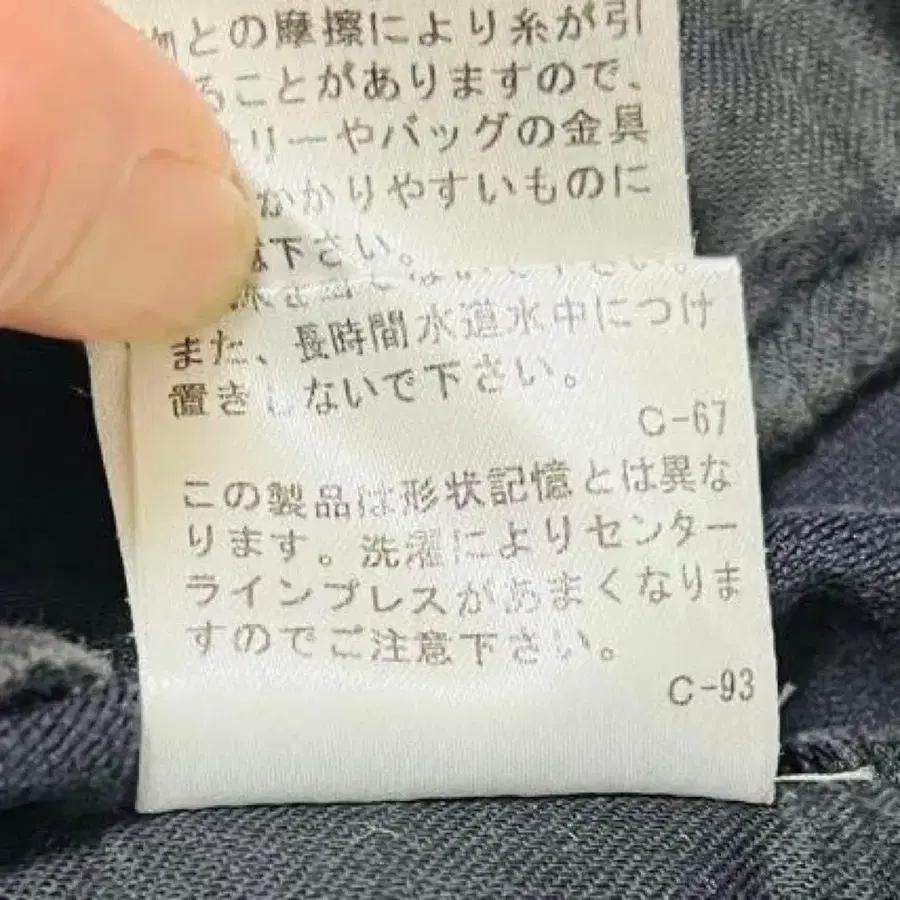 との摩擦により糸が引
ることがありますので、
リーやバッグの金具
かかりやすいものに
下さい。
また、長時間水道水中につけ
置きしないで下さい。
C-67
この製品は形状記憶とは異な
ります。洗濯によりセンター
ラインプレスがあまくなりま
すのでご注意下さい。
C-93